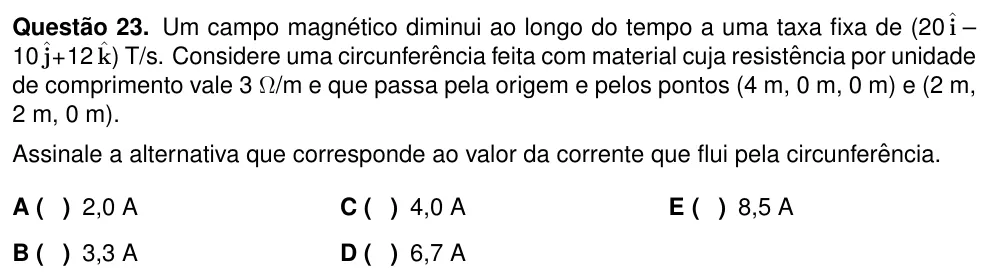 Questão 23. Um campo magnético diminui ao longo do tempo a uma taxa fixa de (20 î –
10 ĵ+12 k̂) T/s. Considere uma circunferência feita com material cuja resistência por unidade
de comprimento vale 3 Ω/m e que passa pela origem e pelos pontos (4 m, 0 m, 0 m) e (2 m,
2 m, 0 m).
Assinale a alternativa que corresponde ao valor da corrente que flui pela circunferência.
A ( ) 2,0 A C ( ) 4,0 A E ( ) 8,5 A
B ( ) 3,3 A D ( ) 6,7 A